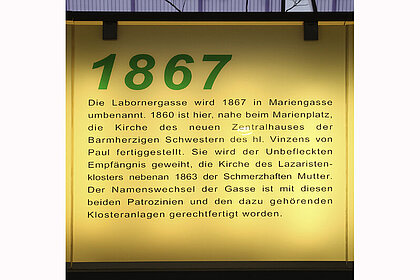 1867
Die Labornergasse wird 1867 in Mariengasse
umbenannt. 1860 ist hier, nahe beim Marienplatz,
die Kirche des neuen Zentralhauses der
Barmherzigen Schwestern des hl. Vinzens von
Paul fertiggestellt. Sie wird der Unbefleckten
Empfängnis geweiht, die Kirche des Lazaristen-
klosters nebenan 1863 der Schmerzhaften Mutter.
Der Namenswechsel der Gasse ist mit diesen
beiden Patrozinien und den dazu gehörenden
Klosteranlagen gerechtfertigt worden.